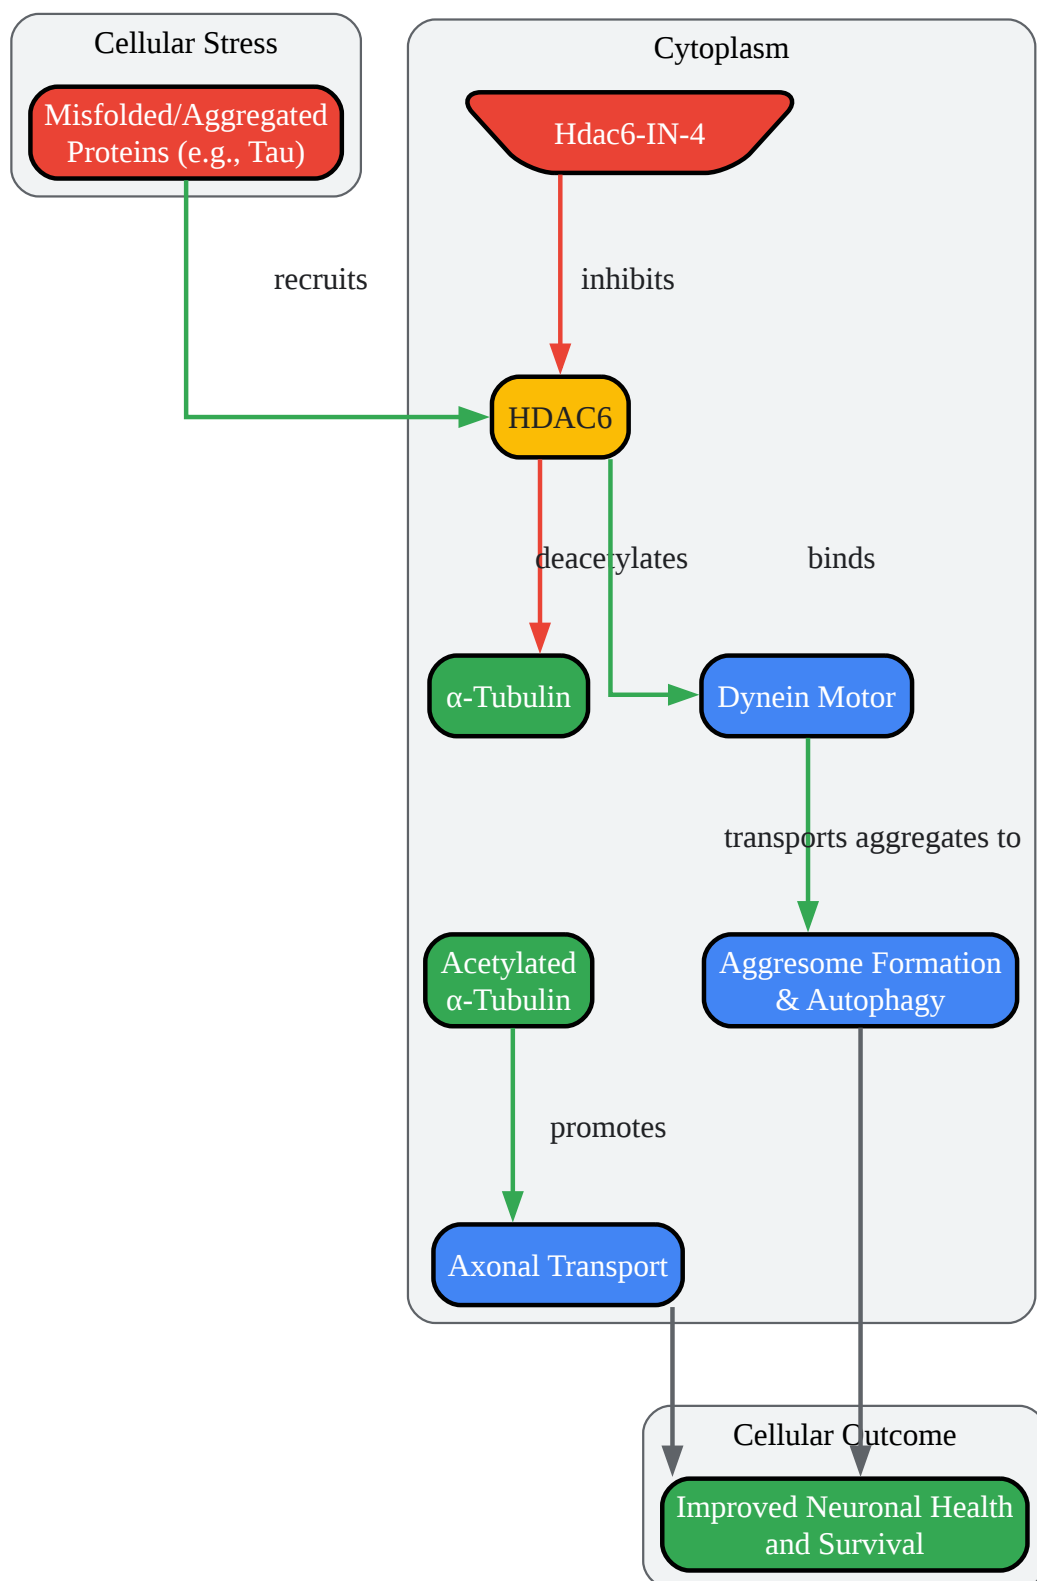 Cellular Stress
Cytoplasm
Misfolded/Aggregated
Proteins (e.g., Tau)
Hdac6-IN-4
recruits
inhibits
HDAC6
deacetylates
binds
α-Tubulin
Dynein Motor
transports aggregates to
Acetylated
α-Tubulin
Aggresome Formation
& Autophagy
promotes
Axonal Transport
Cellular Outcome
Improved Neuronal Health
and Survival